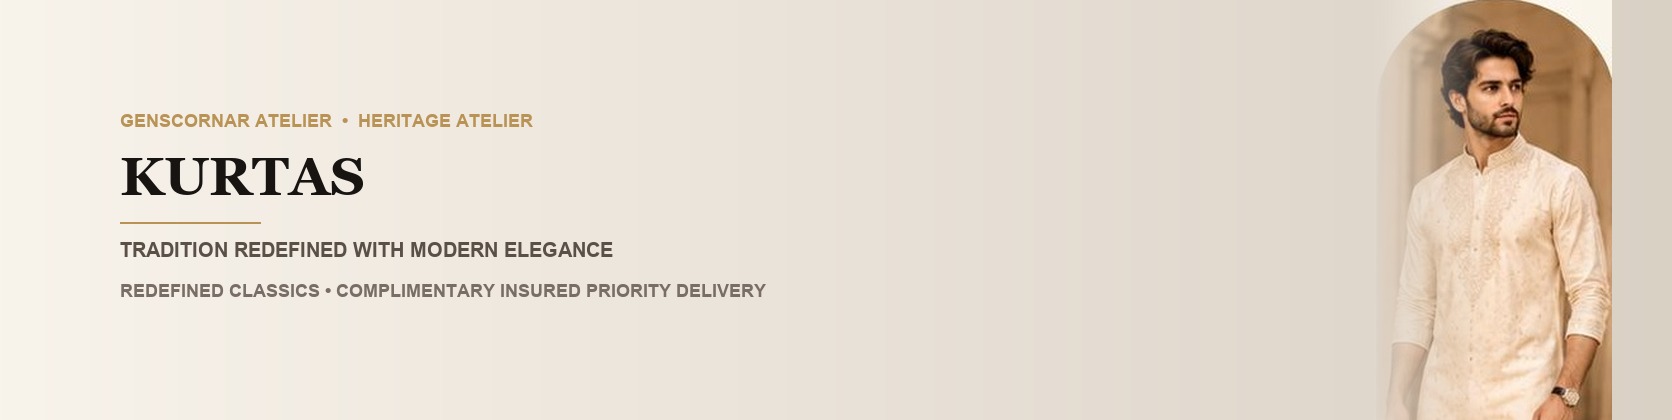 GENSCORNAR ATELIER • HERITAGE ATELIER
KURTAS
TRADITION REDEFINED WITH MODERN ELEGANCE
REDEFINED CLASSICS • COMPLIMENTARY INSURED PRIORITY DELIVERY